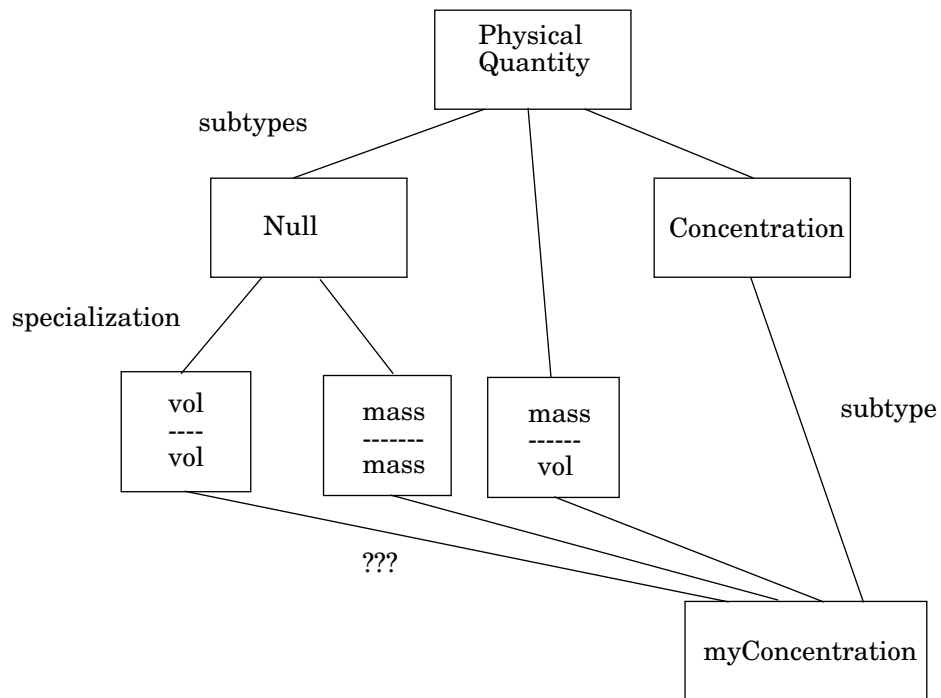 Physical
Quantity
subtypes
Null
Concentration
specialization
vol
----
vol
mass
-------
mass
mass
------
vol
subtype
???
myConcentration